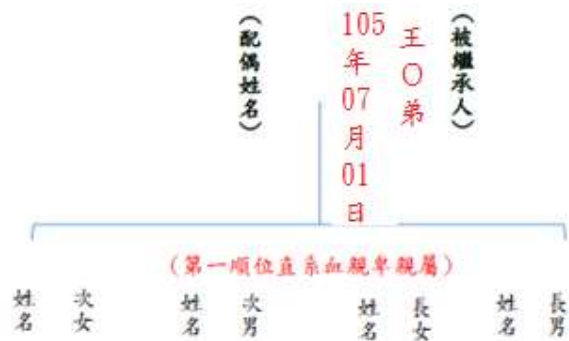 （被繼承人）
王〇弟
105年07月01日
（配偶姓名）
（第一順位直系血親卑親屬）
長男
姓名
長女
姓名
次男
姓名
次女
姓名